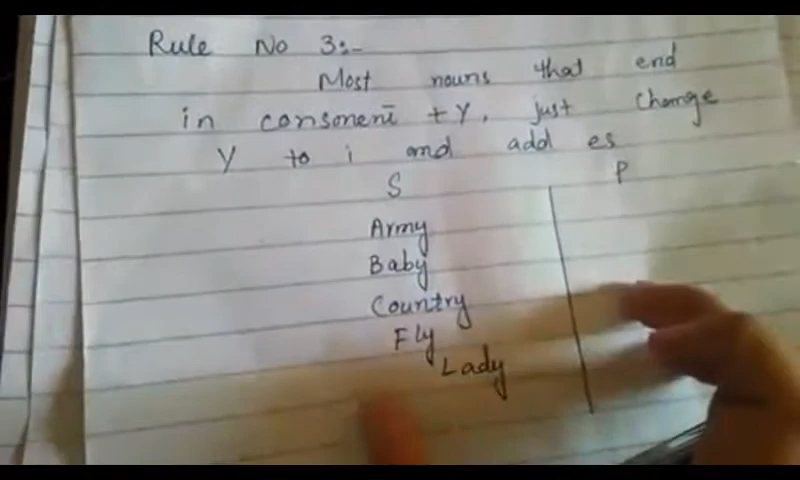 Rule No 3:-
Most nouns that end
in consonent + Y, just change
Y to i and add es
S P
Army
Baby
Country
Fly
Lady